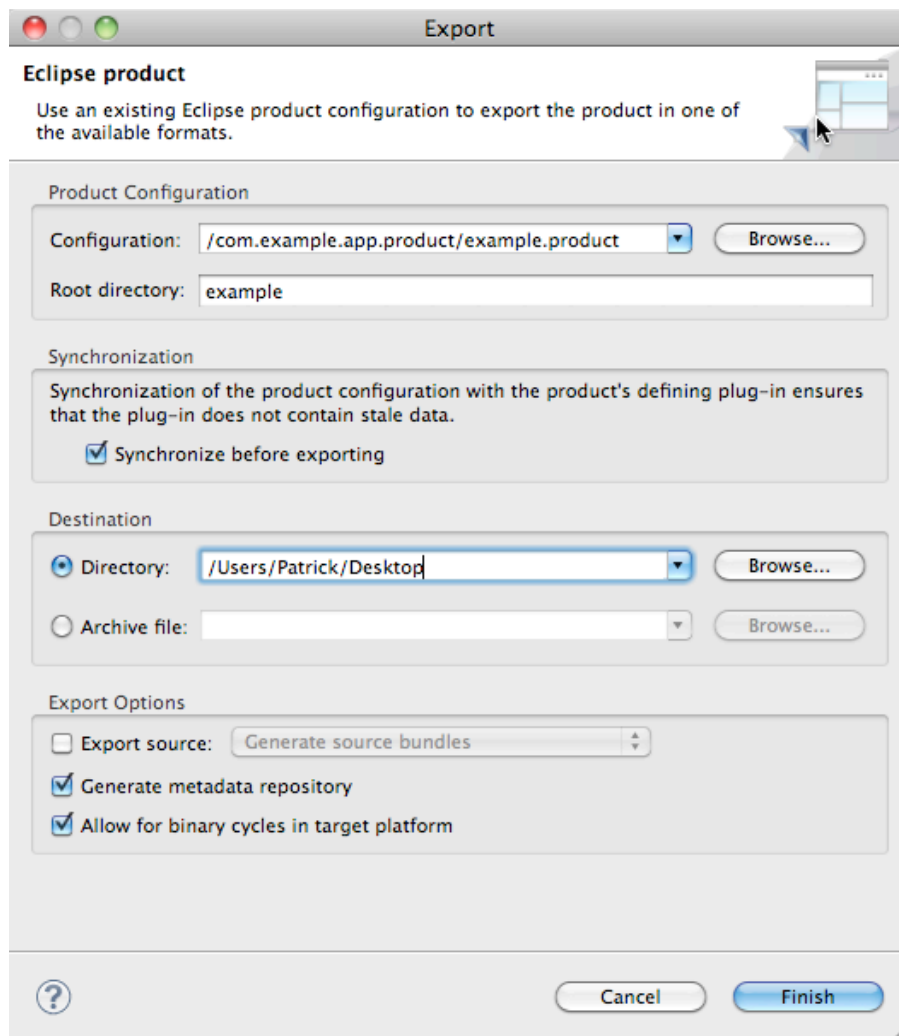 Export
Eclipse product
Use an existing Eclipse product configuration to export the product in one of
the available formats.
Product Configuration
Configuration: /com.example.app.product/example.product Browse...
Root directory: example
Synchronization
Synchronization of the product configuration with the product's defining plug-in ensures
that the plug-in does not contain stale data.
Synchronize before exporting
Destination
Directory: /Users/Patrick/Desktop Browse...
Archive file: Browse...
Export Options
Export source: Generate source bundles
Generate metadata repository
Allow for binary cycles in target platform
? Cancel Finish